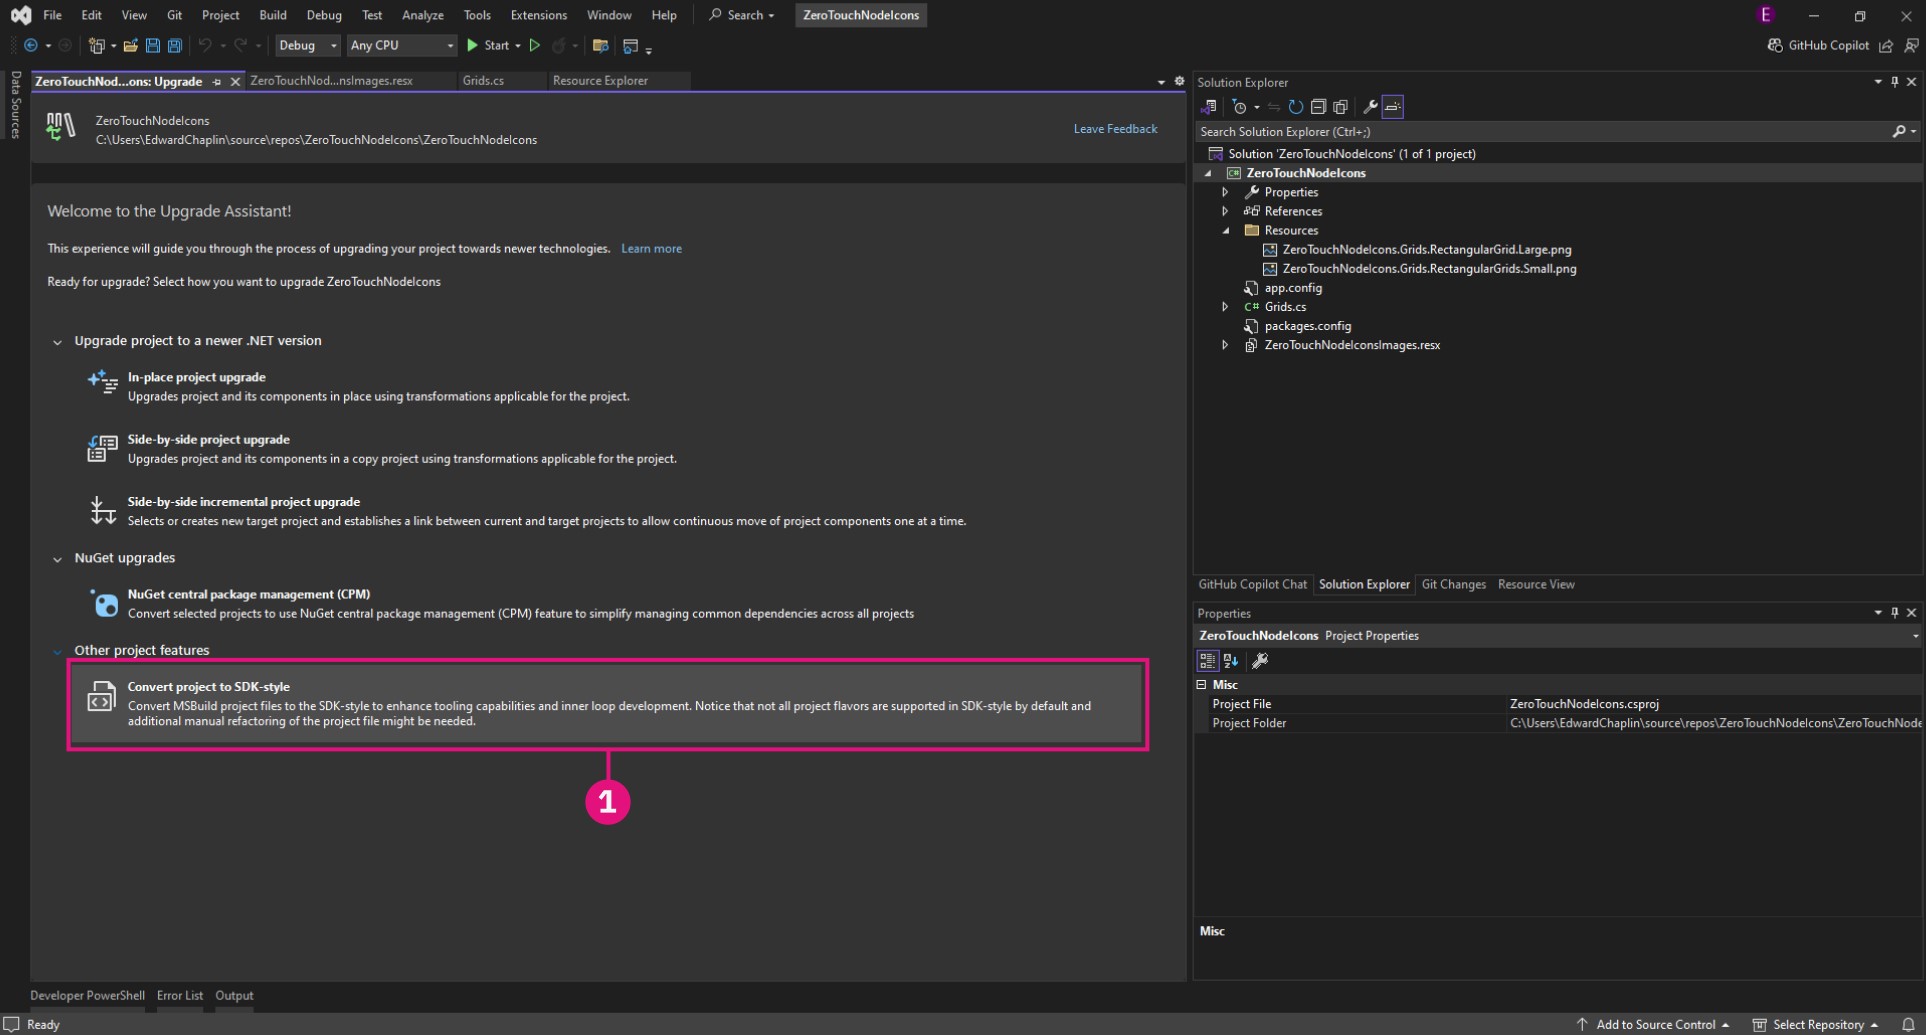 File Edit View Git Project Build Debug Test Analyze Tools Extensions Window Help Search ZeroTouchNodeIcons E
Debug Any CPU Start GitHub Copilot
Data Sources
ZeroTouchNod...ons: Upgrade ZeroTouchNod...nsImages.resx Grids.cs Resource Explorer
ZeroTouchNodeIcons
C:\Users\EdwardChaplin\source\repos\ZeroTouchNodeIcons\ZeroTouchNodeIcons
Leave Feedback
Welcome to the Upgrade Assistant!
This experience will guide you through the process of upgrading your project towards newer technologies. Learn more
Ready for upgrade? Select how you want to upgrade ZeroTouchNodeIcons
Upgrade project to a newer .NET version
In-place project upgrade
Upgrades project and its components in place using transformations applicable for the project.
Side-by-side project upgrade
Upgrades project and its components in a copy project using transformations applicable for the project.
Side-by-side incremental project upgrade
Selects or creates new target project and establishes a link between current and target projects to allow continuous move of project components one at a time.
NuGet upgrades
NuGet central package management (CPM)
Convert selected projects to use NuGet central package management (CPM) feature to simplify managing common dependencies across all projects
Other project features
Convert project to SDK-style
Convert MSBuild project files to the SDK-style to enhance tooling capabilities and inner loop development. Notice that not all project flavors are supported in SDK-style by default and
additional manual refactoring of the project file might be needed.
1
Solution Explorer
Search Solution Explorer (Ctrl+;)
Solution 'ZeroTouchNodeIcons' (1 of 1 project)
C# ZeroTouchNodeIcons
Properties
References
Resources
ZeroTouchNodeIcons.Grids.RectangularGrid.Large.png
ZeroTouchNodeIcons.Grids.RectangularGrids.Small.png
app.config
C# Grids.cs
packages.config
ZeroTouchNodeIconsImages.resx
GitHub Copilot Chat Solution Explorer Git Changes Resource View
Properties
ZeroTouchNodeIcons Project Properties
Misc
Project File ZeroTouchNodeIcons.csproj
Project Folder C:\Users\EdwardChaplin\source\repos\ZeroTouchNodeIcons\ZeroTouchNode
Misc
Developer PowerShell Error List Output
Ready Add to Source Control Select Repository